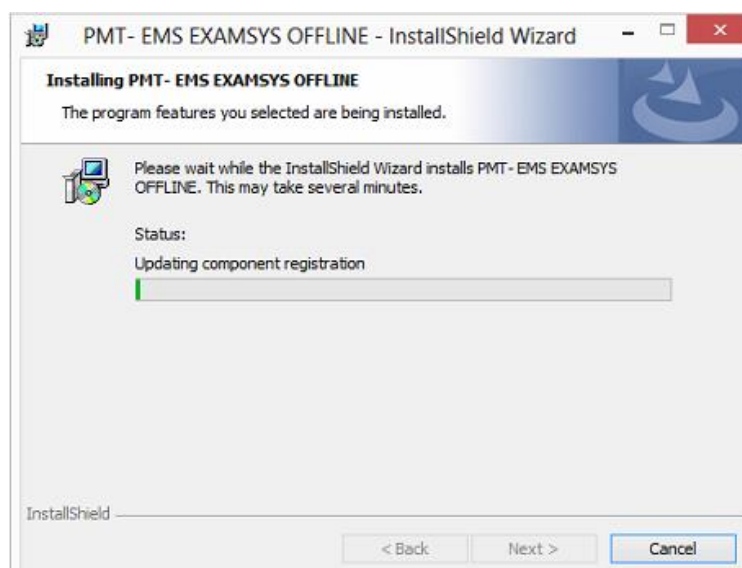 PMT- EMS EXAMSYS OFFLINE - InstallShield Wizard
Installing PMT- EMS EXAMSYS OFFLINE
The program features you selected are being installed.
Please wait while the InstallShield Wizard installs PMT- EMS EXAMSYS
OFFLINE. This may take several minutes.
Status:
Updating component registration
InstallShield
< Back Next > Cancel